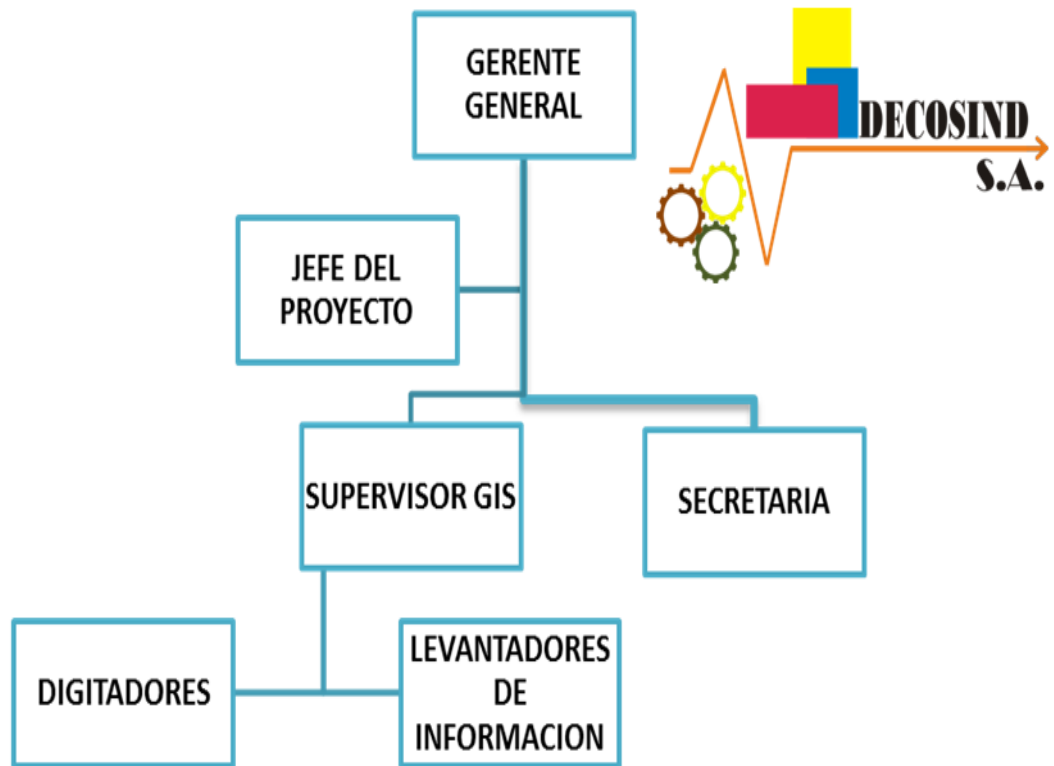 GERENTE
GENERAL
DECOSIND
S.A.
JEFE DEL
PROYECTO
SUPERVISOR GIS
SECRETARIA
DIGITADORES
LEVANTADORES
DE
INFORMACION